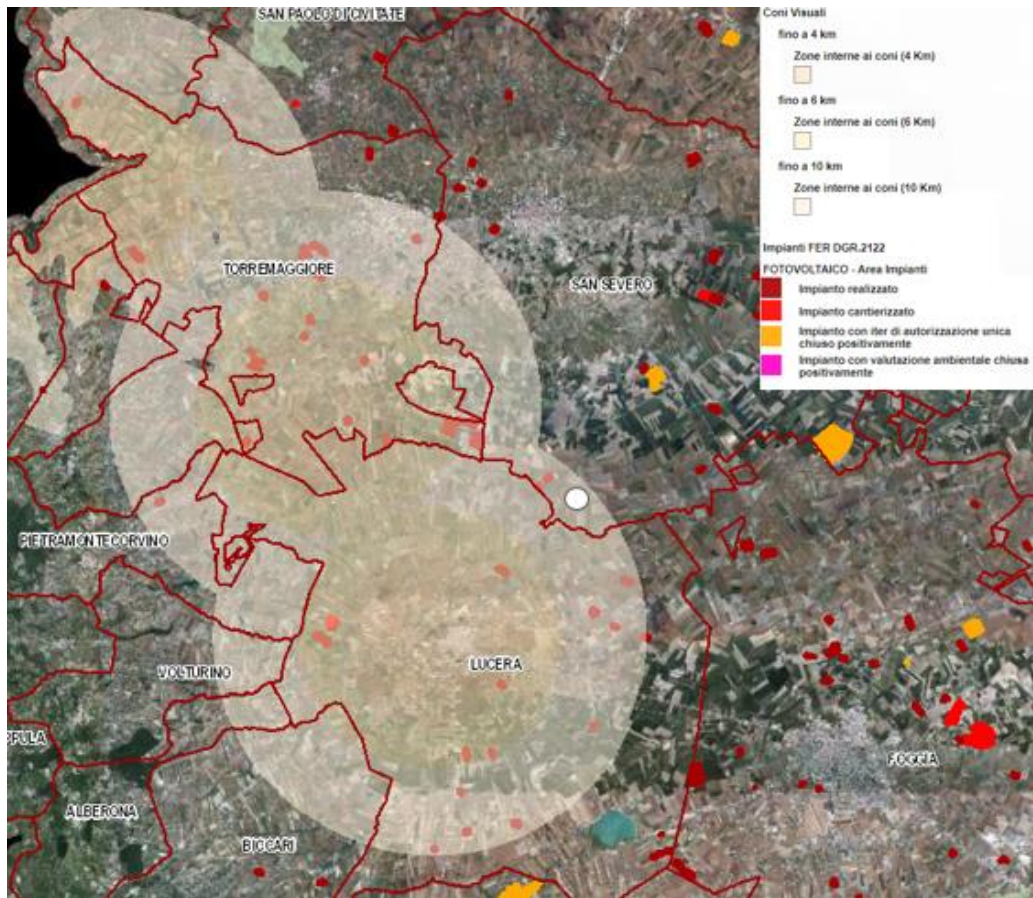 SAN PAOLO DI CIVITATE
Coni Visuali
fino a 4 km
Zone interne ai coni (4 Km)
fino a 6 km
Zone interne ai coni (6 Km)
fino a 10 km
Zone interne ai coni (10 Km)
Impianti FER DGR.2122
FOTOVOLTAICO - Area Impianti
Impianto realizzato
Impianto cantierizzato
Impianto con iter di autorizzazione unica
chiuso positivamente
Impianto con valutazione ambientale chiusa
positivamente
TORREMAGGIORE
SAN SEVERO
PIETRAMONTECORVINO
VOLTURINO
LUCERA
FOGGIA
ALBERONA
BICCARI